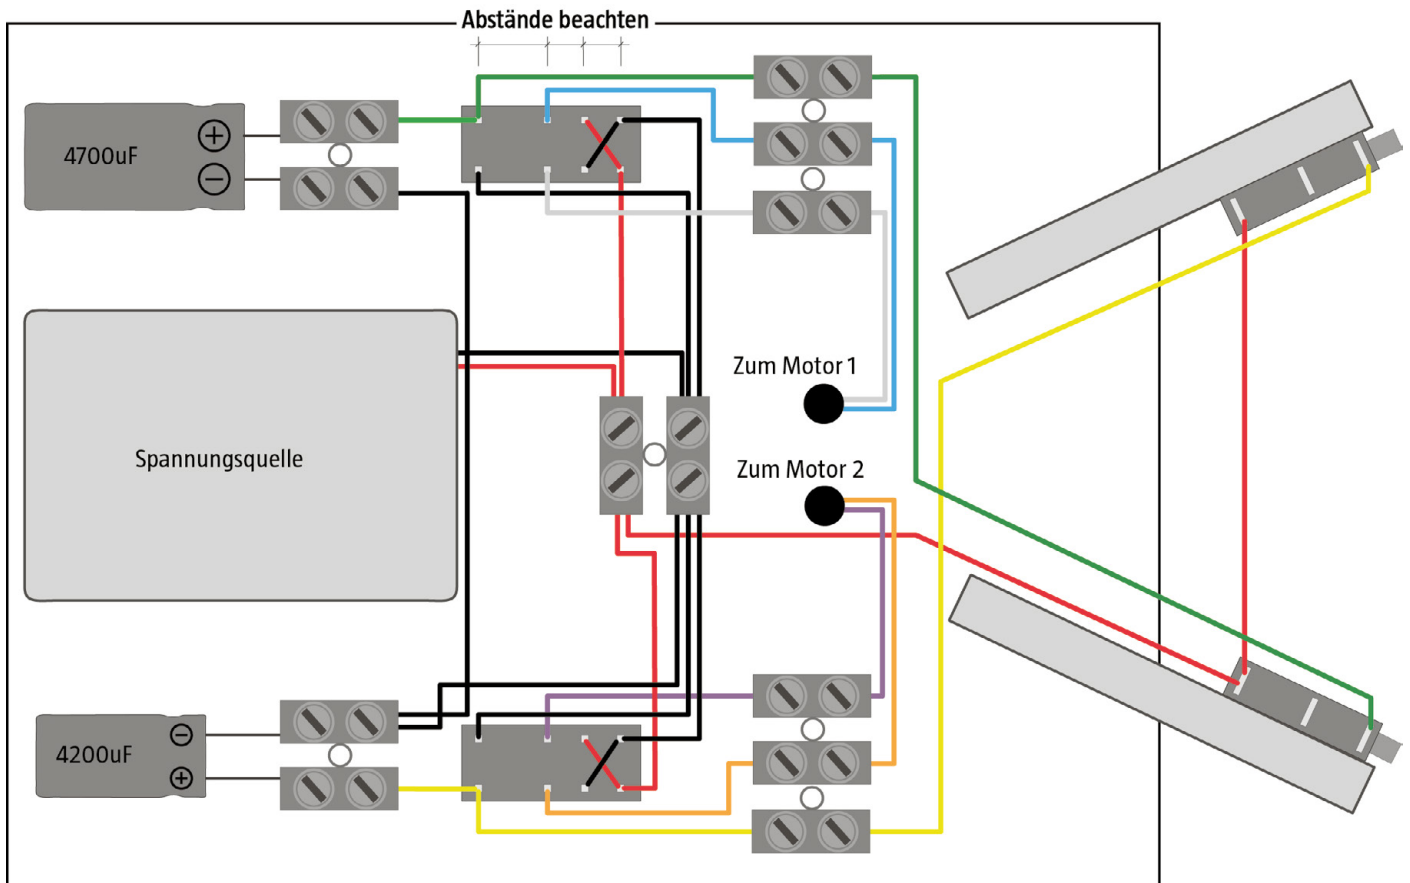 Abstände beachten
4700uF
+
−
Zum Motor 1
Spannungsquelle
Zum Motor 2
−
4200uF
+